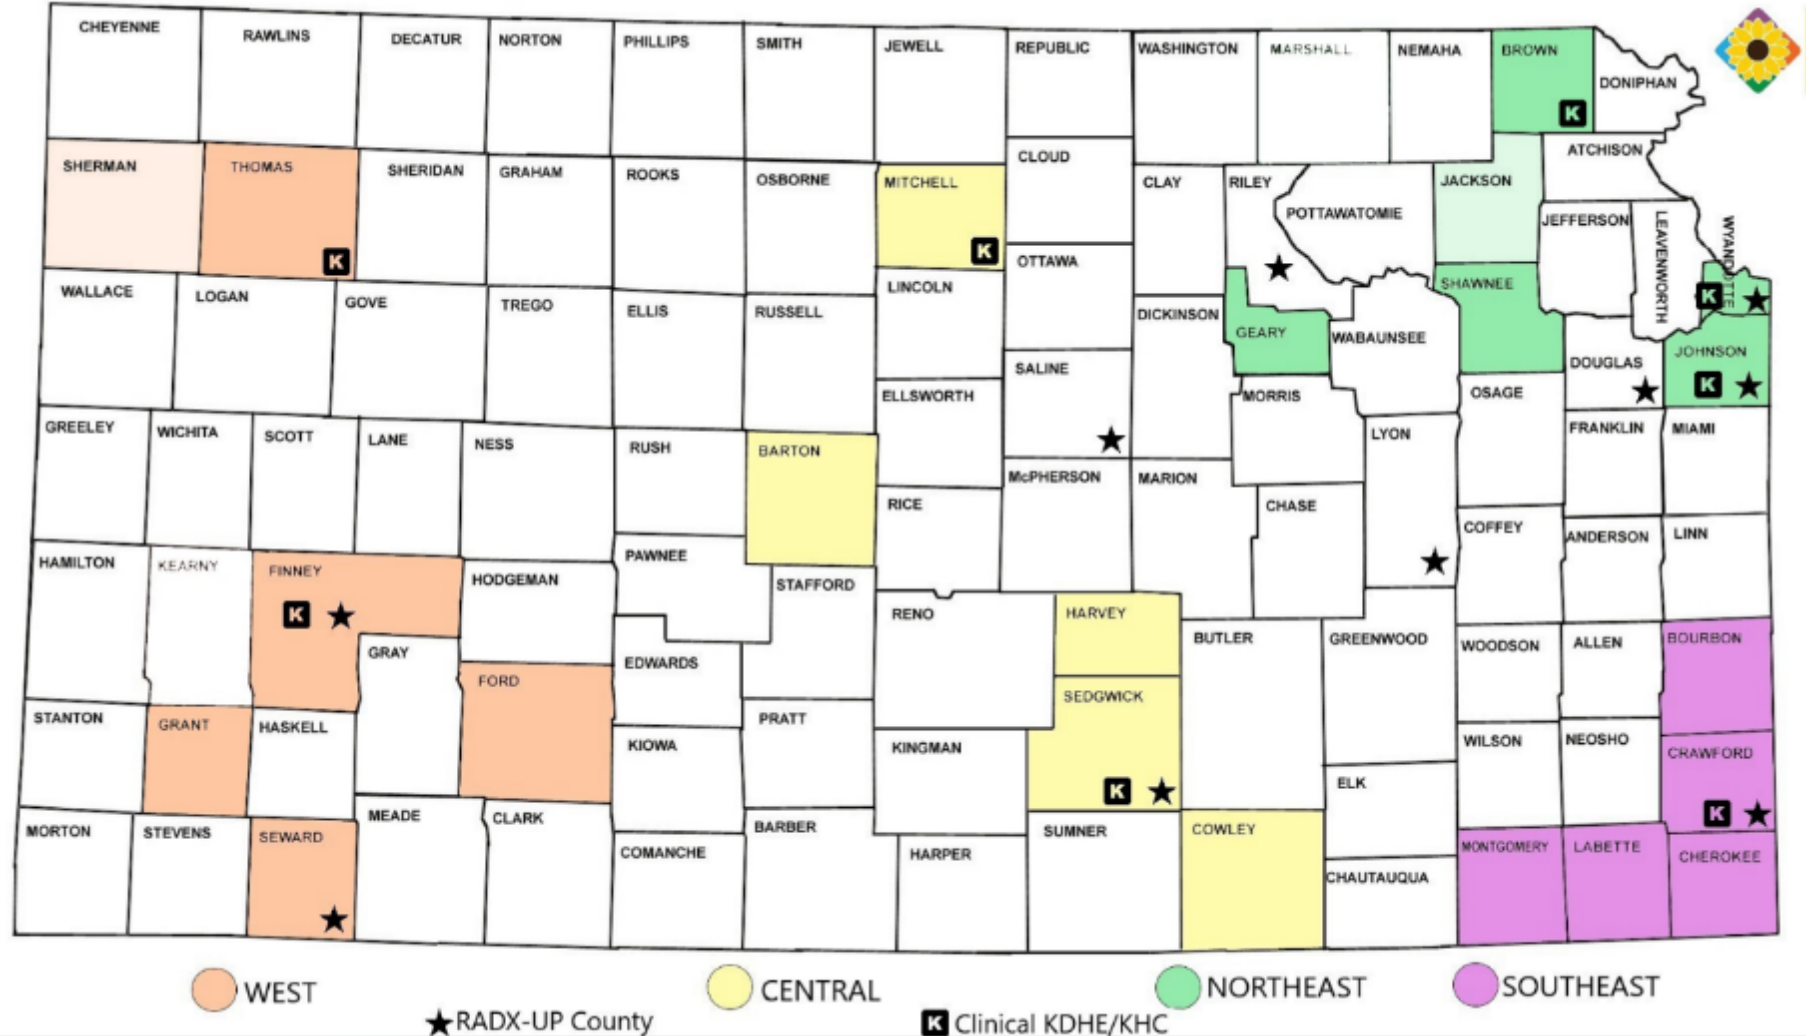 CHEYENNE RAWLINS DECATUR NORTON PHILLIPS SMITH JEWELL REPUBLIC WASHINGTON MARSHALL NEMAHA BROWN DONIPHAN
K
SHERMAN THOMAS SHERIDAN GRAHAM ROOKS OSBORNE MITCHELL CLOUD CLAY RILEY POTTAWATOMIE JACKSON ATCHISON
JEFFERSON LEAVENWORTH WYANDOTTE
K K OTTAWA
WALLACE LOGAN GOVE TREGO ELLIS RUSSELL LINCOLN DICKINSON GEARY WABAUNSEE SHAWNEE K
SALINE DOUGLAS JOHNSON
ELLSWORTH MORRIS OSAGE K
GREELEY WICHITA SCOTT LANE NESS RUSH BARTON LYON FRANKLIN MIAMI
RICE McPHERSON MARION CHASE
HAMILTON KEARNY FINNEY HODGEMAN PAWNEE STAFFORD COFFEY ANDERSON LINN
K RENO HARVEY
GRAY EDWARDS BUTLER GREENWOOD WOODSON ALLEN BOURBON
FORD SEDGWICK
STANTON GRANT HASKELL KIOWA PRATT KINGMAN WILSON NEOSHO CRAWFORD
K ELK K
MORTON STEVENS SEWARD MEADE CLARK COMANCHE BARBER HARPER SUMNER COWLEY CHAUTAUQUA MONTGOMERY LABETTE CHEROKEE
WEST CENTRAL NORTHEAST SOUTHEAST
RADX-UP County K Clinical KDHE/KHC